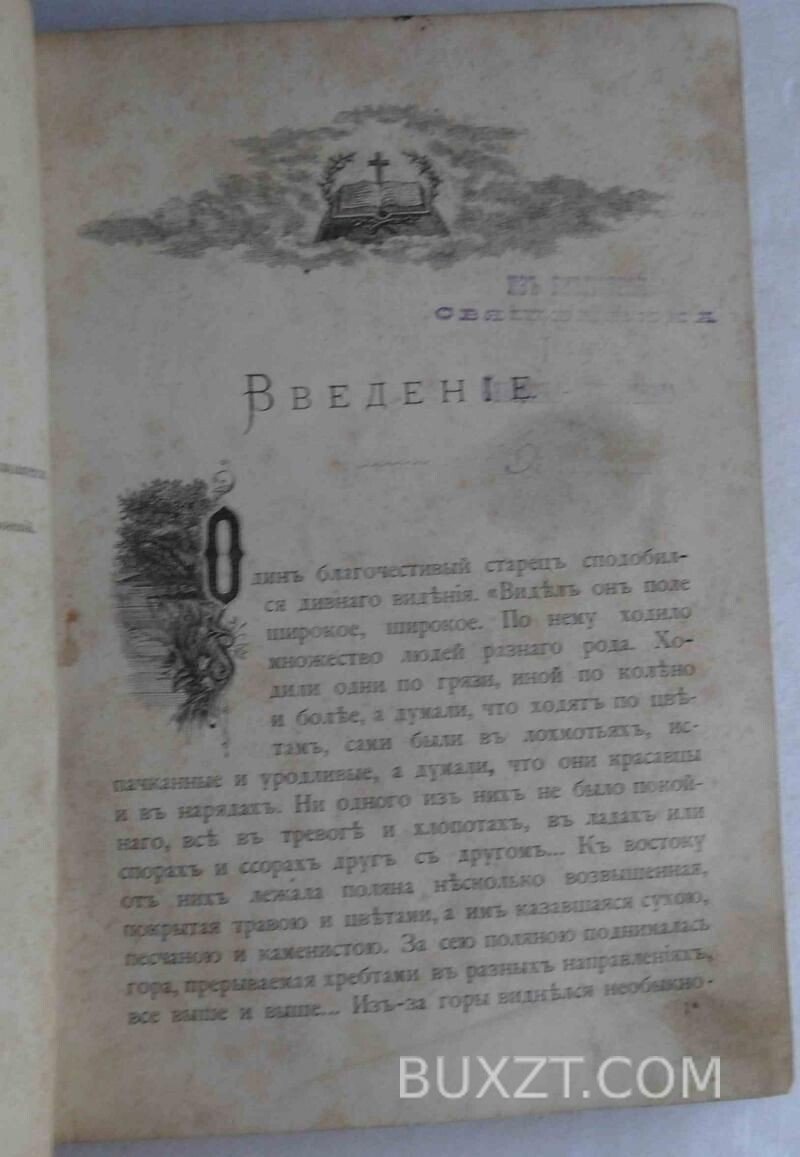 ИЗЪ
Введеніе
Одинъ благочестивый старецъ сподобил-
ся дивнаго видѣнія. «Видѣлъ онъ поле
широкое, широкое. По нему ходило
множество людей разнаго рода. Хо-
дили одни по грязи, иной по колѣно
и болѣе, а думали, что ходятъ по цвѣ-
тамъ, сами были въ лохмотьяхъ, ис-
пачканные и уродливые, а думали, что они красавцы
и въ нарядахъ. Ни одного изъ нихъ не было покой-
наго, всѣ въ тревогѣ и хлопотахъ, въ ладахъ или
спорахъ и ссорахъ другъ съ другомъ... Къ востоку
отъ нихъ лежала поляна нѣсколько возвышенная,
покрытая травою и цвѣтами, а имъ казавшаяся сухою,
песчаною и каменистою. За сею поляною поднималась
гора, прерываемая хребтами въ разныхъ направленіяхъ,
все выше и выше... Изъ-за горы виднѣлся необыкно-
1*
BUXZT.COM